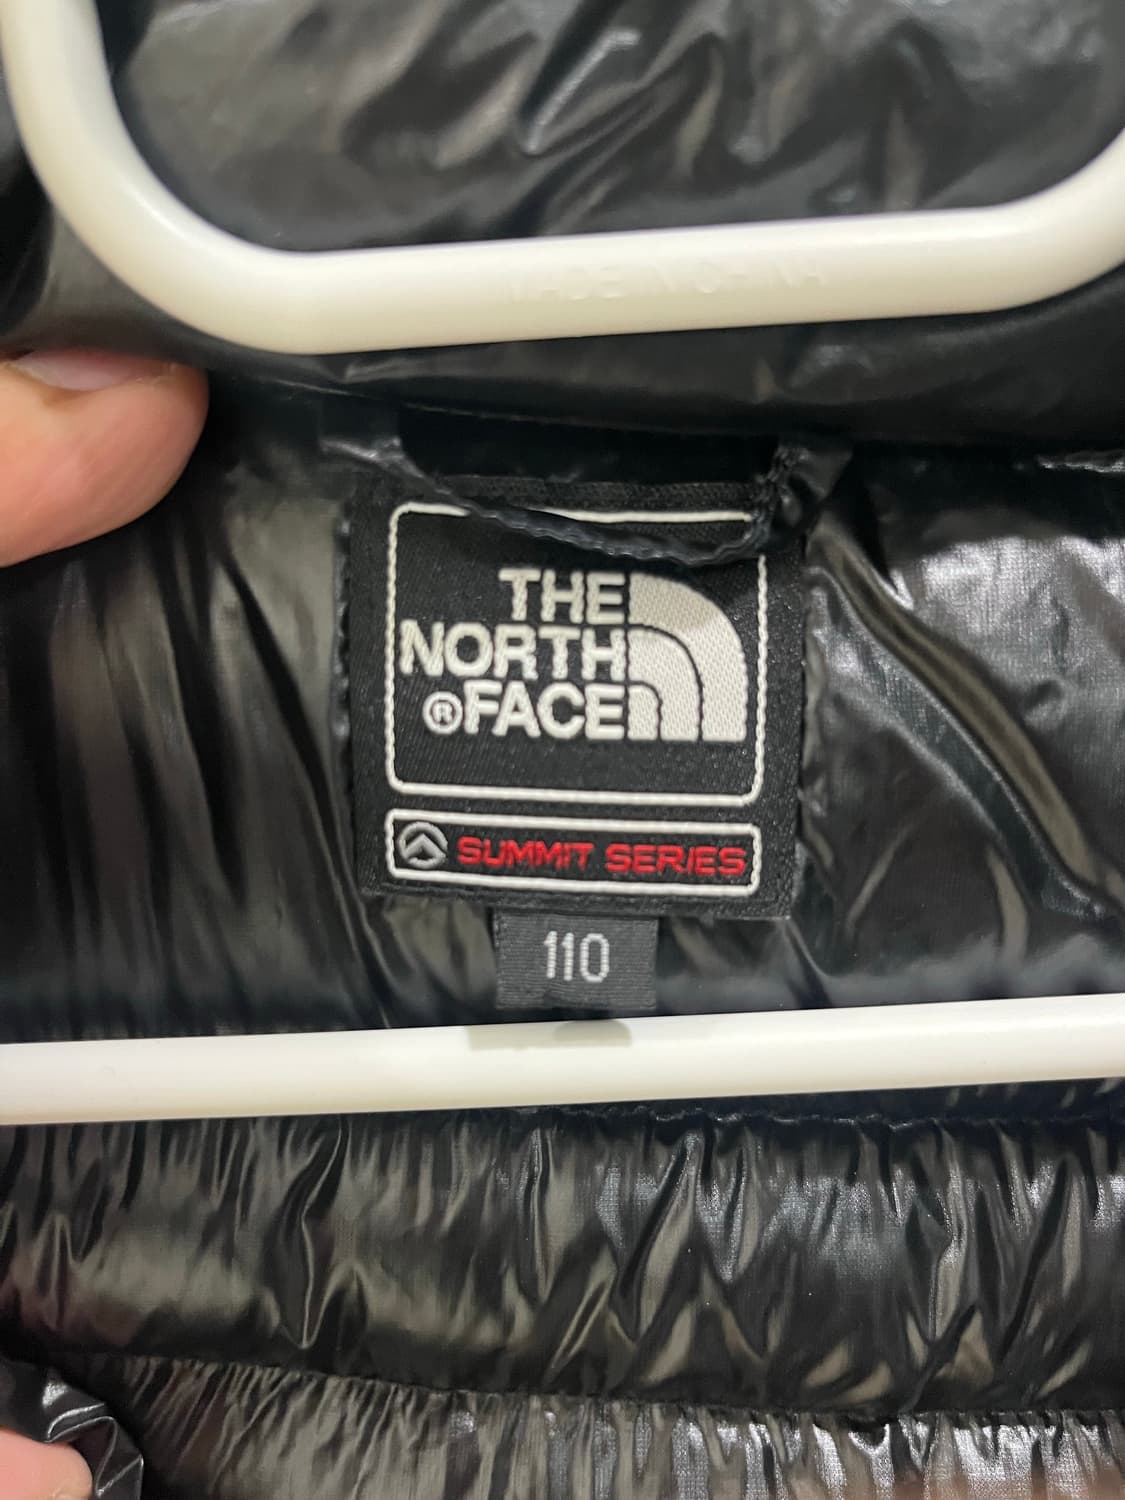 THE
NORTH
®FACE
SUMMIT SERIES
110